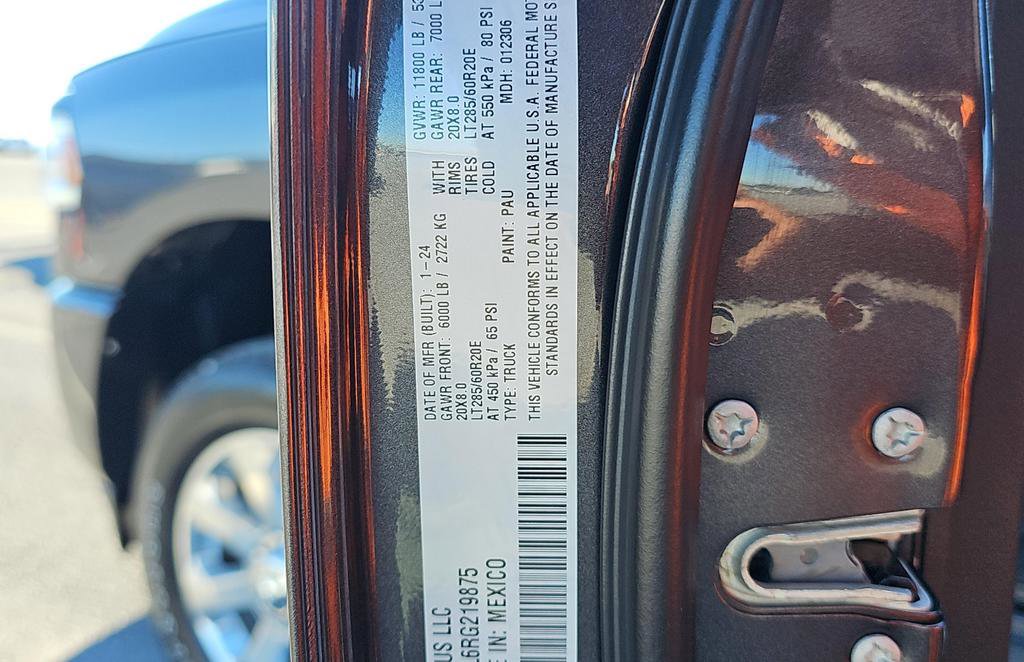 US LLC
DATE OF MFR (BUILT): 1-24 GVWR: 11800 LB / 53
GAWR FRONT: 6000 LB / 2722 KG WITH GAWR REAR: 7000 L
20X8.0 RIMS 20X8.0
LT285/60R20E TIRES LT285/60R20E
AT 450 kPa / 65 PSI COLD AT 550 kPa / 80 PSI
6RG219875 TYPE: TRUCK PAINT: PAU MDH: 012306
E IN: MEXICO
THIS VEHICLE CONFORMS TO ALL APPLICABLE U.S.A. FEDERAL MOT
STANDARDS IN EFFECT ON THE DATE OF MANUFACTURE S